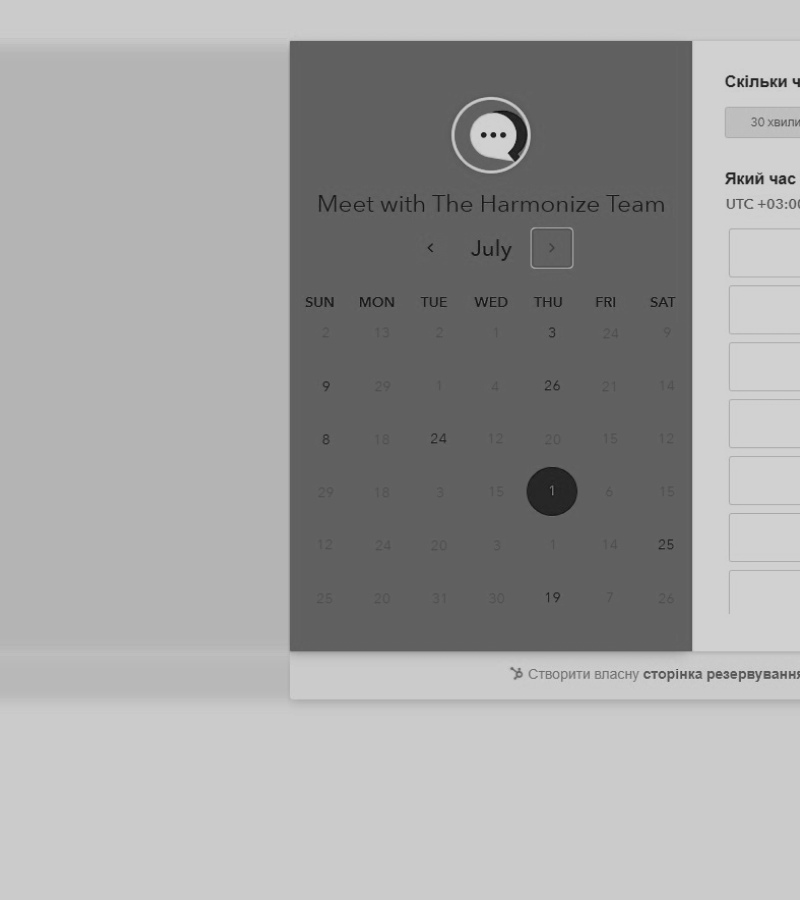 Meet with The Harmonize Team
July
SUN MON TUE WED THU FRI SAT
2 13 2 1 3 24 9
9 29 1 4 26 21 14
8 18 24 12 20 15 12
29 18 3 15 1 6 15
12 24 20 3 1 14 25
25 20 31 30 19 7 26
Скільки ч
30 хвили
Який час
UTC +03:00
Створити власну сторінка резервування